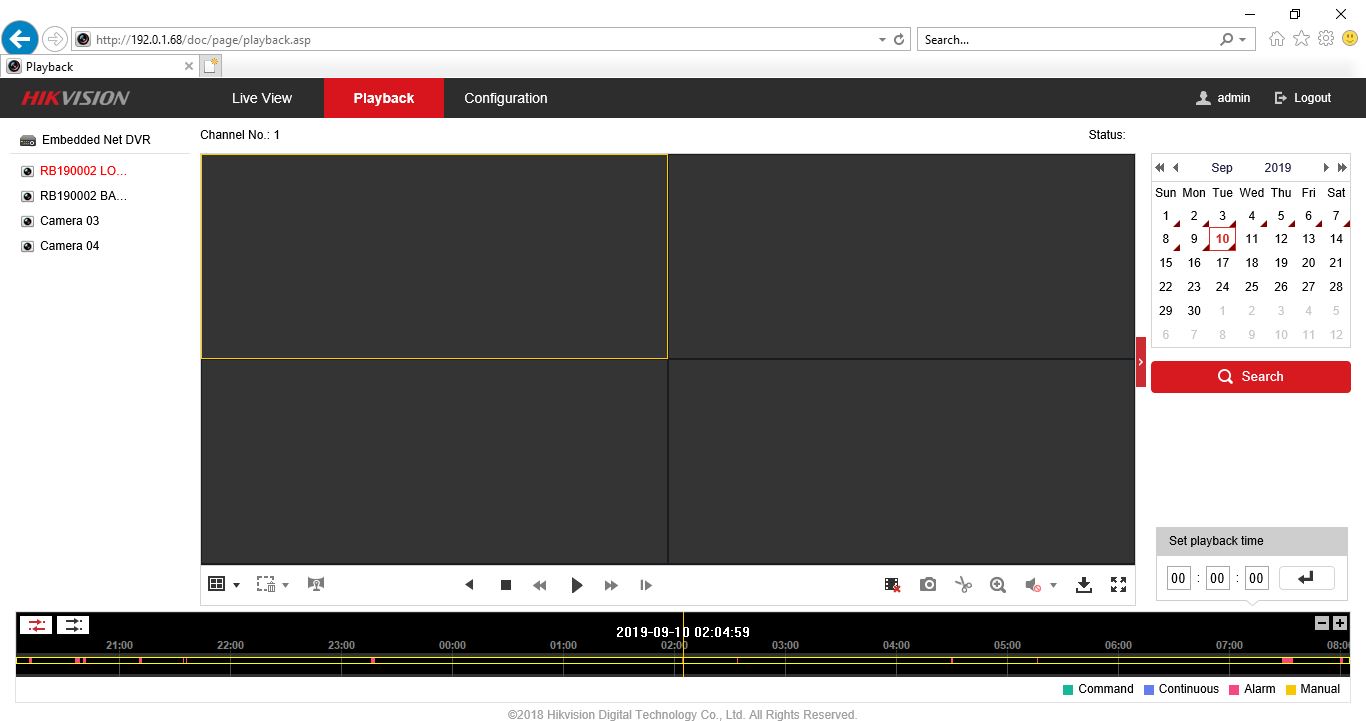 http://192.0.1.68/doc/page/playback.asp
Search...
Playback
HIKVISION
Live View
Playback
Configuration
admin
Logout
Embedded Net DVR
RB190002 LO...
RB190002 BA...
Camera 03
Camera 04
Channel No.: 1
Status:
Sep 2019
Sun Mon Tue Wed Thu Fri Sat
1 2 3 4 5 6 7
8 9 10 11 12 13 14
15 16 17 18 19 20 21
22 23 24 25 26 27 28
29 30 1 2 3 4 5
6 7 8 9 10 11 12
Search
Set playback time
00 : 00 : 00
2019-09-10 02:04:59
21:00 22:00 23:00 00:00 01:00 02:00 03:00 04:00 05:00 06:00 07:00 08:00
Command Continuous Alarm Manual
©2018 Hikvision Digital Technology Co., Ltd. All Rights Reserved.